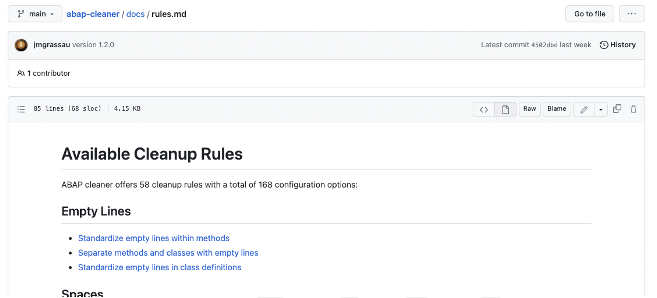 main
abap-cleaner / docs / rules.md
Go to file
...
jmgrassau version 1.2.0
Latest commit 4502dbd last week
History
1 contributor
85 lines (68 sloc)
4.15 KB
<>
Raw
Blame
Available Cleanup Rules
ABAP cleaner offers 58 cleanup rules with a total of 168 configuration options:
Empty Lines
• Standardize empty lines within methods
• Separate methods and classes with empty lines
• Standardize empty lines in class definitions
Spaces